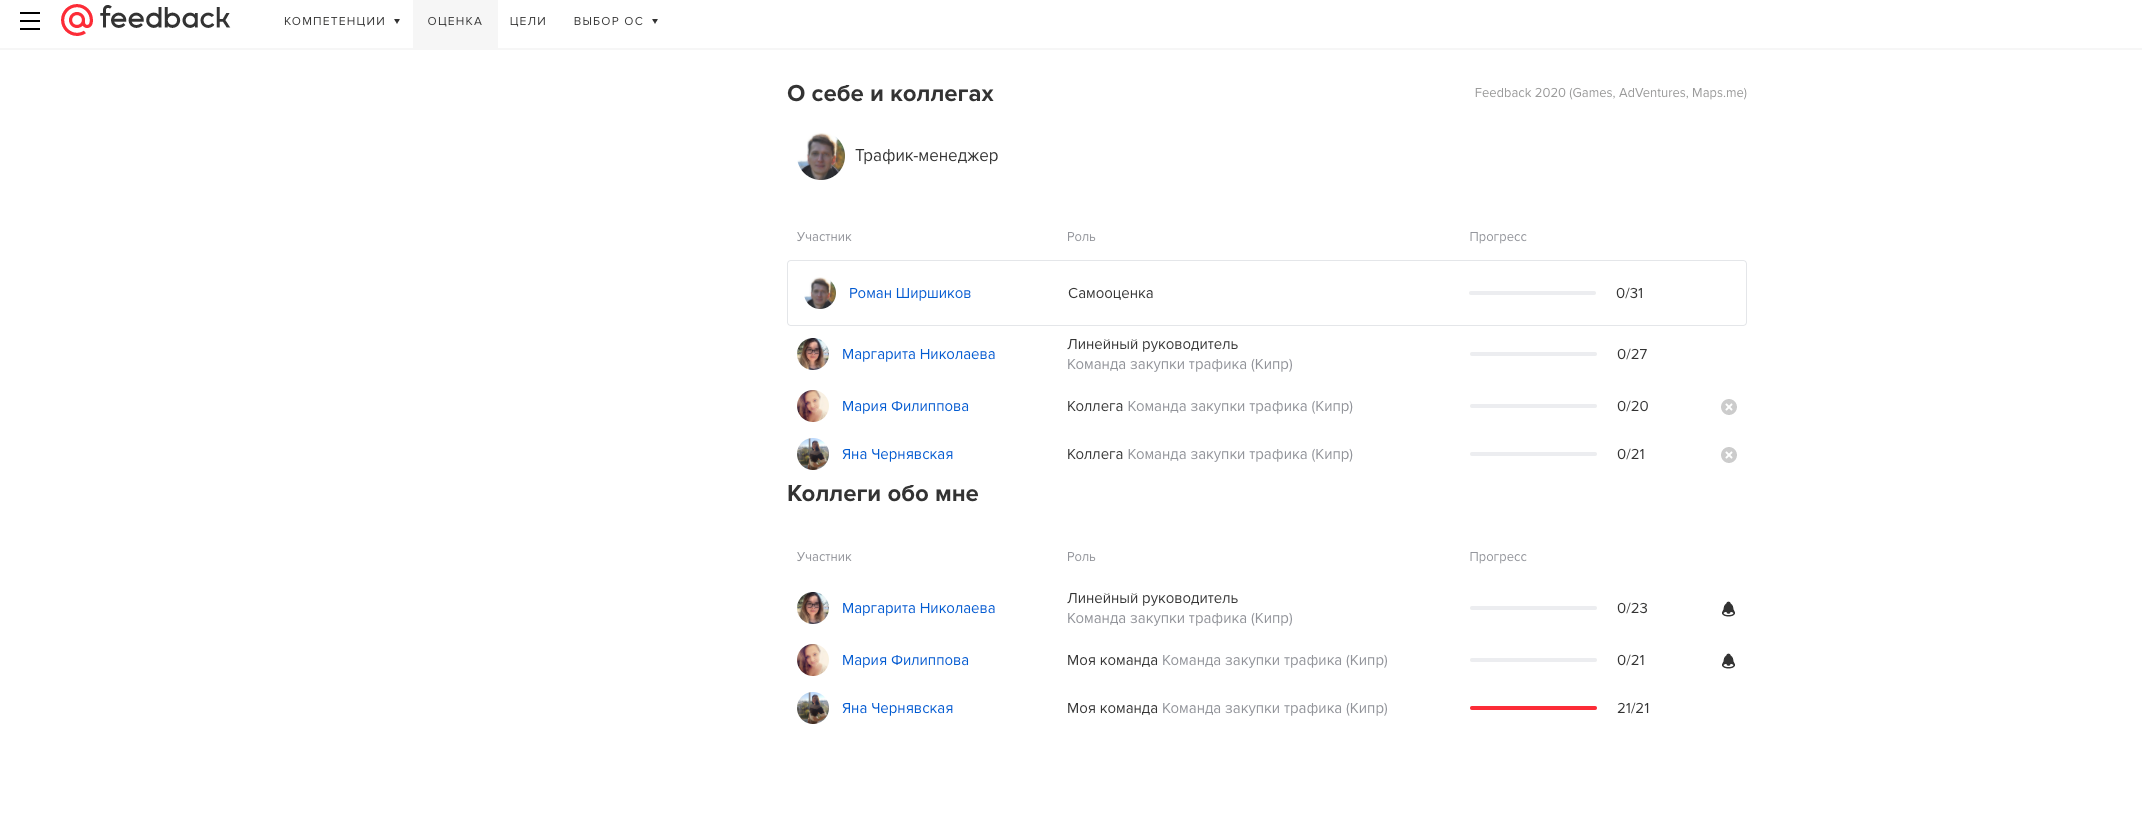 feedback
КОМПЕТЕНЦИИ
ОЦЕНКА
ЦЕЛИ
ВЫБОР ОС
О себе и коллегах
Feedback 2020 (Games, AdVentures, Maps.me)
Трафик-менеджер
Участник Роль Прогресс
Роман Ширшиков Самооценка 0/31
Маргарита Николаева Линейный руководитель 0/27
Команда закупки трафика (Кипр)
Мария Филиппова Коллега Команда закупки трафика (Кипр) 0/20
Яна Чернявская Коллега Команда закупки трафика (Кипр) 0/21
Коллеги обо мне
Участник Роль Прогресс
Маргарита Николаева Линейный руководитель 0/23
Команда закупки трафика (Кипр)
Мария Филиппова Моя команда Команда закупки трафика (Кипр) 0/21
Яна Чернявская Моя команда Команда закупки трафика (Кипр) 21/21